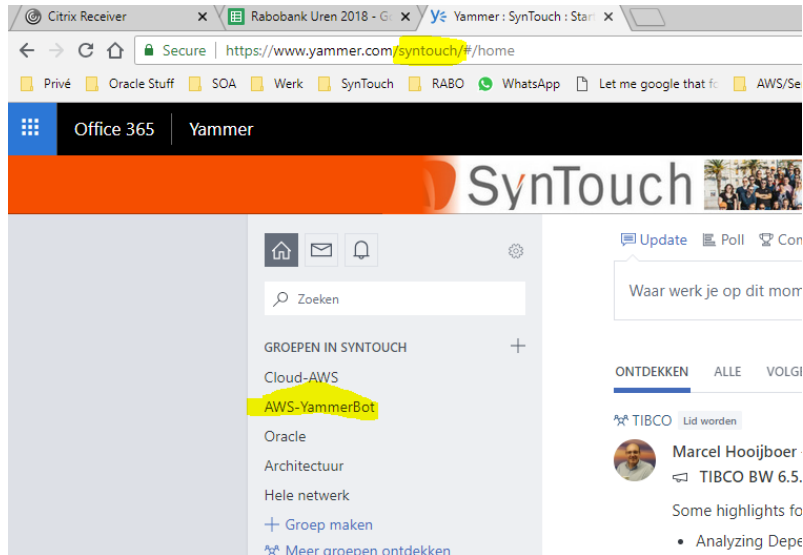 Citrix Receiver
Rabobank Uren 2018 - G
Yammer : SynTouch : Start
Secure
https://www.yammer.com/syntouch/#/home
Privé Oracle Stuff SOA Werk SynTouch RABO WhatsApp Let me google that fo AWS/Se
Office 365 Yammer
SynTouch
Update Poll Com
Zoeken
Waar werk je op dit mom
GROEPEN IN SYNTOUCH
Cloud-AWS
AWS-YammerBot
Oracle
Architectuur
Hele netwerk
Groep maken
Meer groepen ontdekken
ONTDEKKEN ALLE VOLGE
TIBCO Lid worden
Marcel Hooijboer
TIBCO BW 6.5.
Some highlights fo
• Analyzing Depe